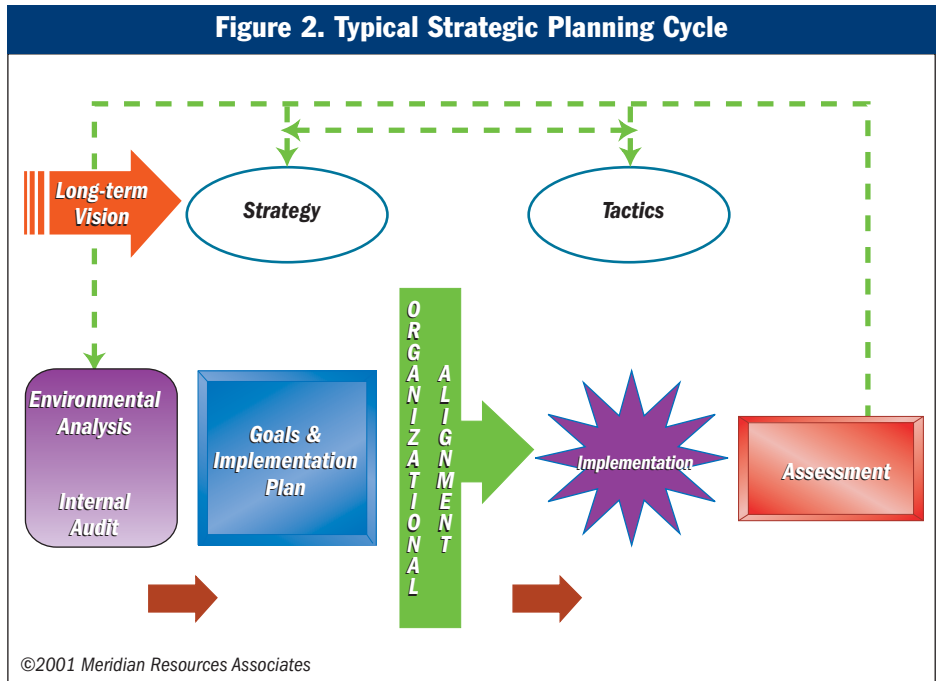 Figure 2. Typical Strategic Planning Cycle
Long-term
Vision
Strategy
Tactics
Environmental
Analysis
Internal
Audit
Goals &
Implementation
Plan
ORGANIZATIONAL
ALIGNMENT
Implementation
Assessment
©2001 Meridian Resources Associates